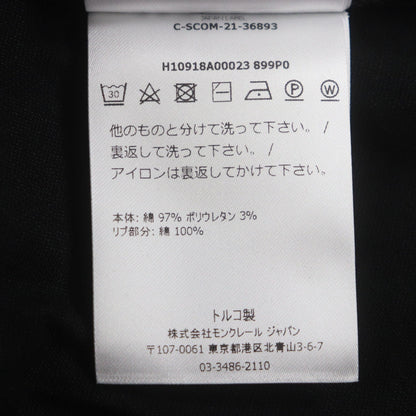 JAPAN LABEL
C-SCOM-21-36893
H10918A00023 899P0
30
P
W
他のものと分けて洗って下さい。 /
裏返して洗って下さい。 /
アイロンは裏返してかけて下さい。
本体: 綿 97% ポリウレタン 3%
リブ部分: 綿 100%
トルコ製
株式会社モンクレール ジャパン
〒107-0061 東京都港区北青山3-6-7
03-3486-2110